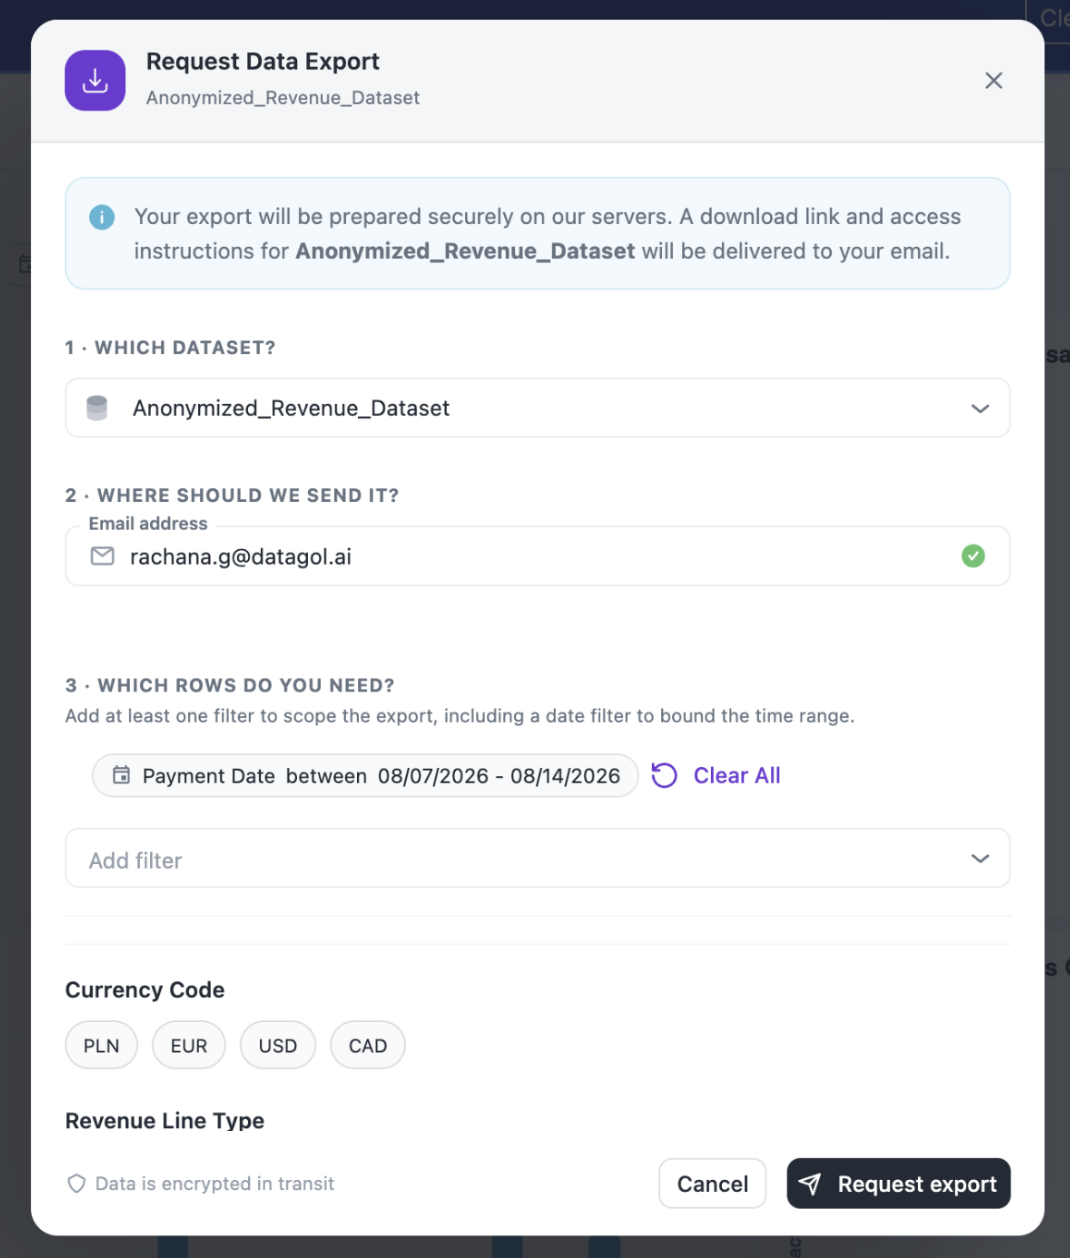 Cle
Request Data Export
Anonymized_Revenue_Dataset
Your export will be prepared securely on our servers. A download link and access
instructions for Anonymized_Revenue_Dataset will be delivered to your email.
1 · WHICH DATASET?
Anonymized_Revenue_Dataset
2 · WHERE SHOULD WE SEND IT?
Email address
rachana.g@datagol.ai
3 · WHICH ROWS DO YOU NEED?
Add at least one filter to scope the export, including a date filter to bound the time range.
Payment Date between 08/07/2026 - 08/14/2026 Clear All
Add filter
Currency Code
PLN EUR USD CAD
Revenue Line Type
Data is encrypted in transit
Cancel Request export